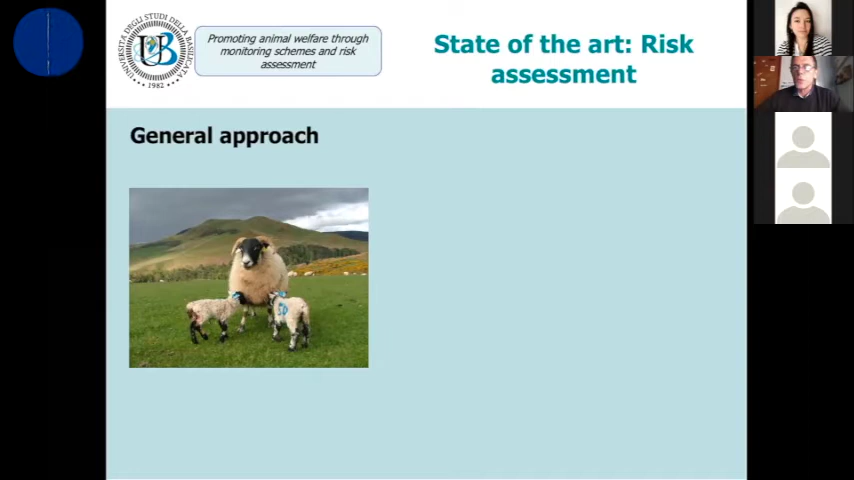 UNIVERSITÀ DEGLI STUDI DELLA BASILICATA
UB
1982
Promoting animal welfare through
monitoring schemes and risk
assessment
State of the art: Risk
assessment
General approach